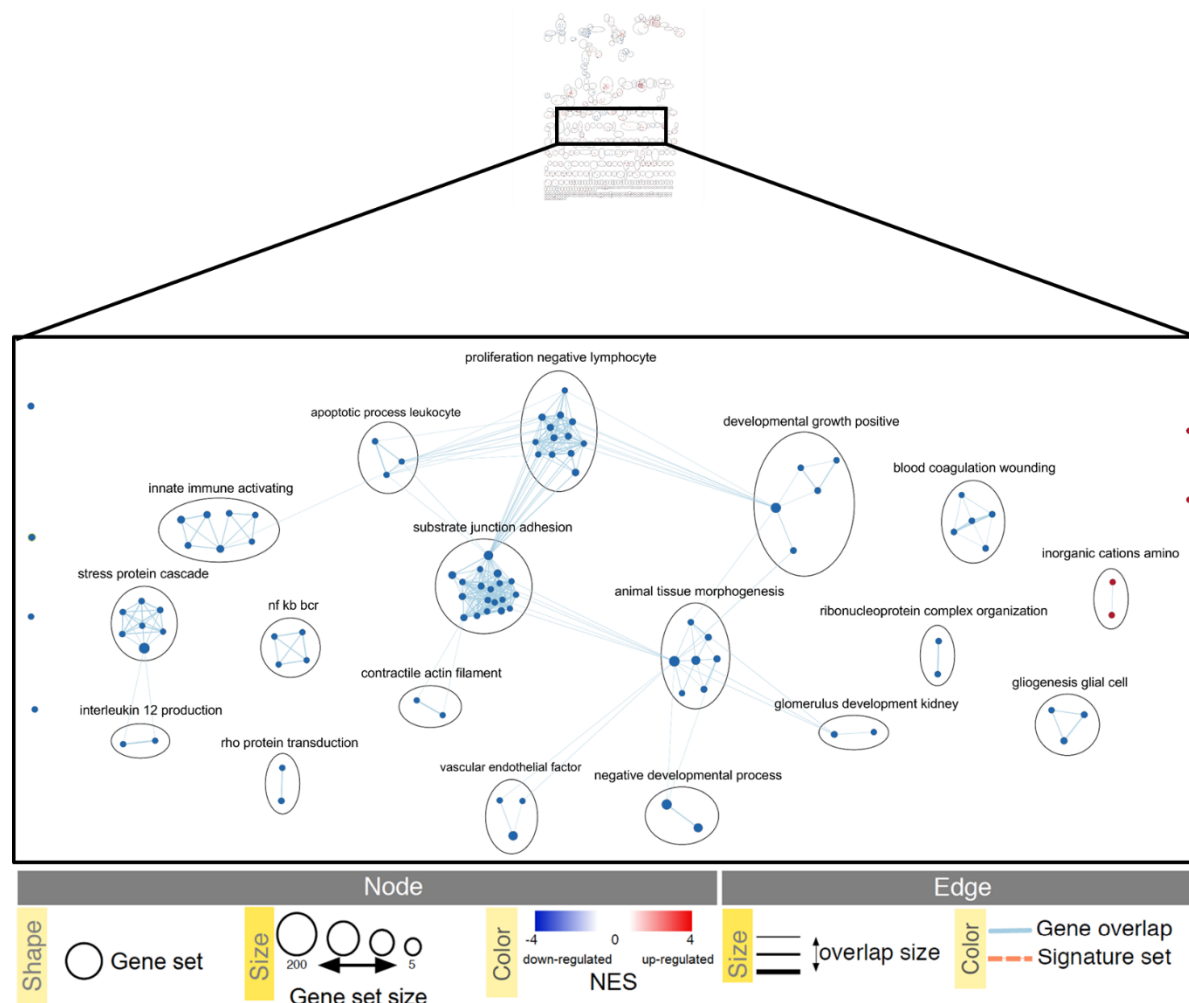 proliferation negative lymphocyte
apoptotic process leukocyte
developmental growth positive
innate immune activating
blood coagulation wounding
substrate junction adhesion
inorganic cations amino
stress protein cascade
nf kb bcr
animal tissue morphogenesis
ribonucleoprotein complex organization
contractile actin filament
gliogenesis glial cell
interleukin 12 production
glomerulus development kidney
rho protein transduction
vascular endothelial factor
negative developmental process
Node
Edge
Shape
Gene set
Size
200
5
Gene set size
Color
-4
0
4
down-regulated
up-regulated
NES
Size
overlap size
Color
Gene overlap
Signature set